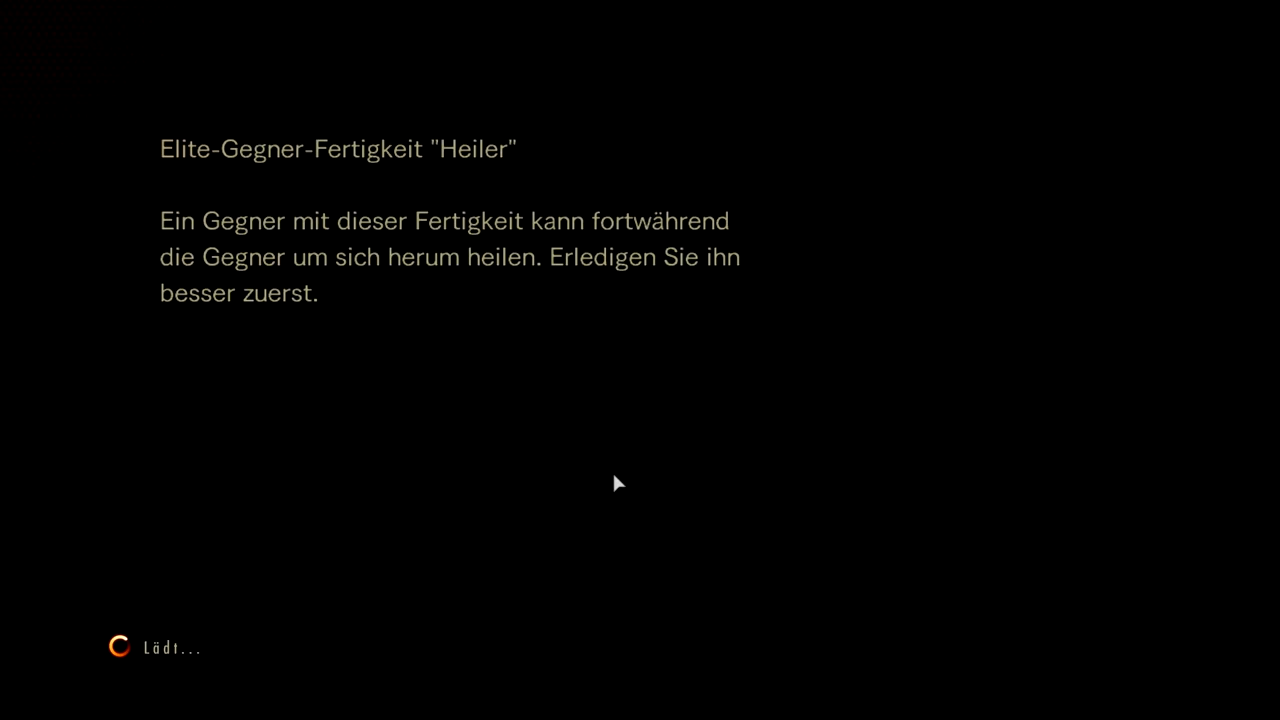 Elite-Gegner-Fertigkeit "Heiler"
Ein Gegner mit dieser Fertigkeit kann fortwährend
die Gegner um sich herum heilen. Erledigen Sie ihn
besser zuerst.
Lädt...